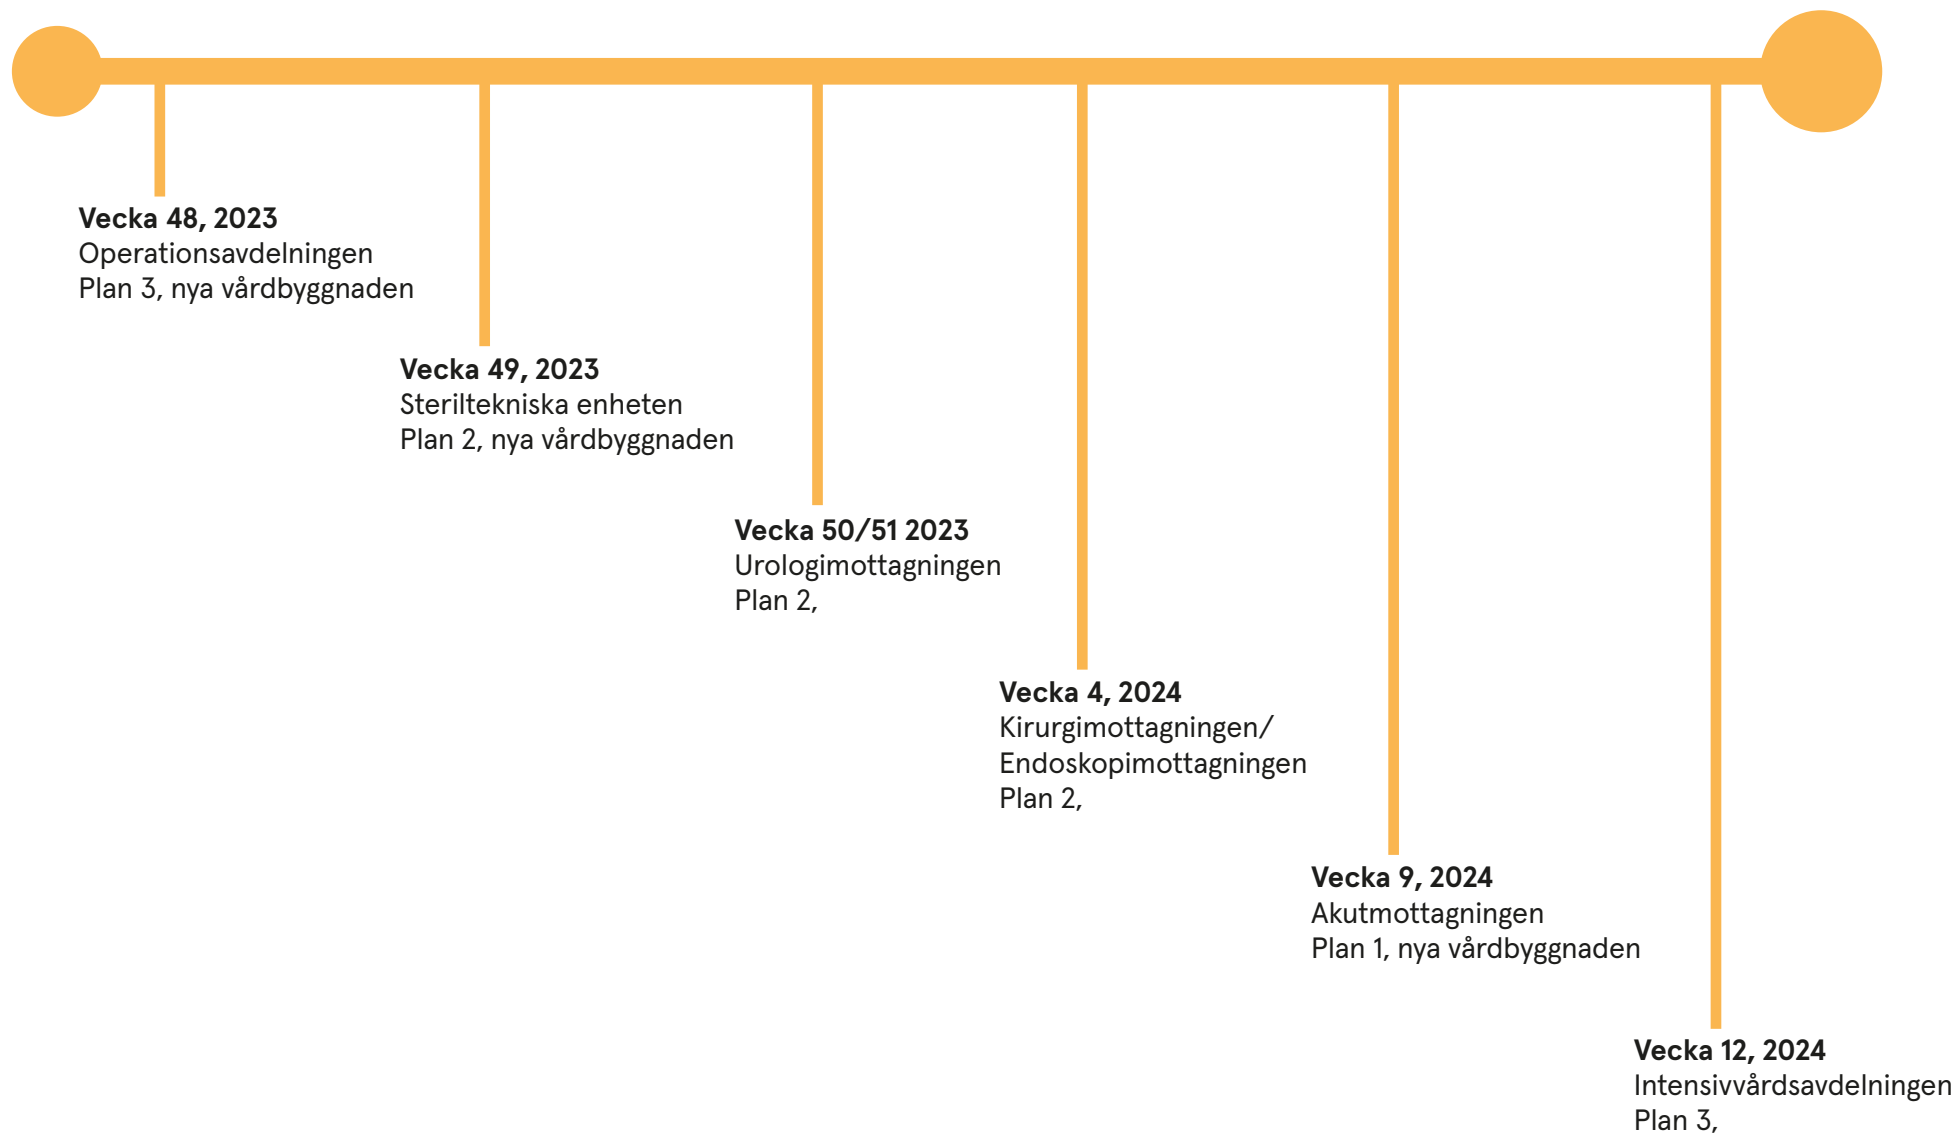 Vecka 48, 2023
Operationsavdelningen
Plan 3, nya vårdbyggnaden
Vecka 49, 2023
Steriltekniska enheten
Plan 2, nya vårdbyggnaden
Vecka 50/51 2023
Urologimottagningen
Plan 2,
Vecka 4, 2024
Kirurgimottagningen/
Endoskopimottagningen
Plan 2,
Vecka 9, 2024
Akutmottagningen
Plan 1, nya vårdbyggnaden
Vecka 12, 2024
Intensivvårdsavdelningen
Plan 3,